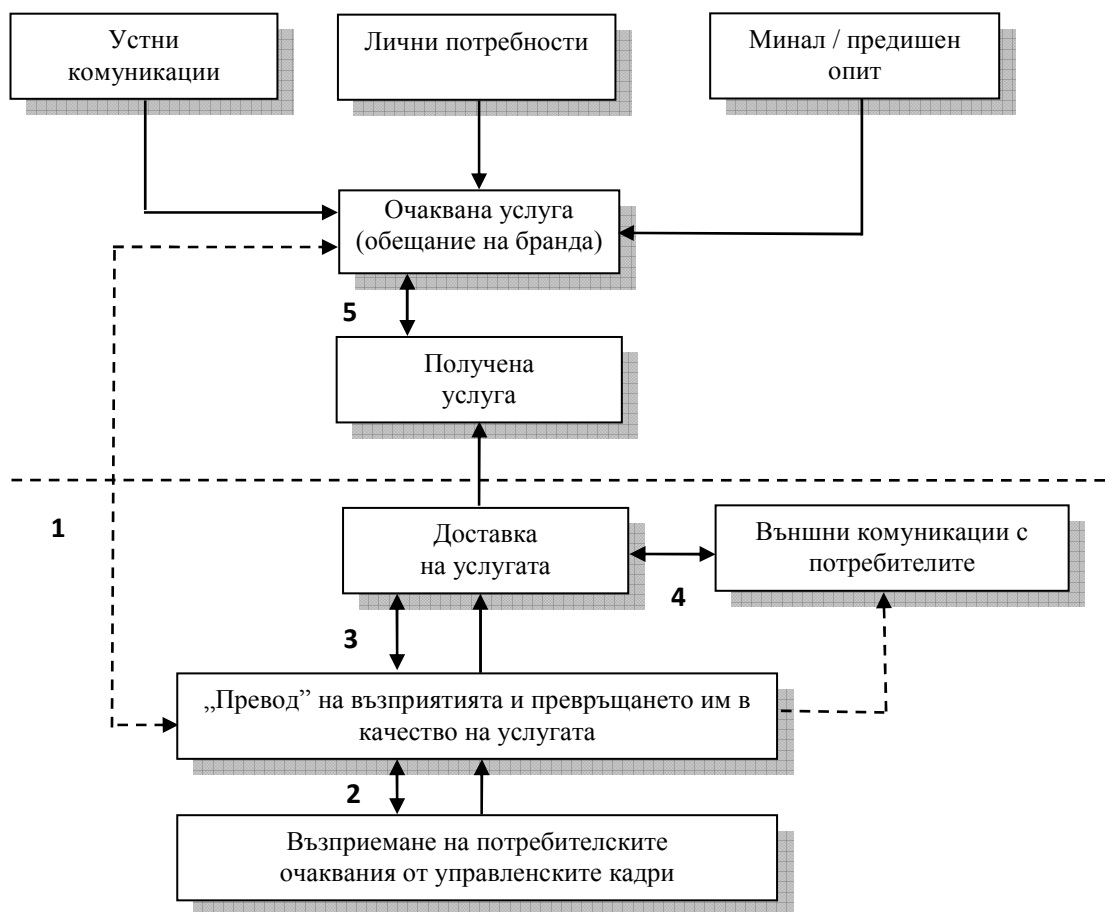 Устни
комуникации
Лични потребности
Минал / предишен
опит
Очаквана услуга
(обещание на бранда)
5
Получена
услуга
1
Доставка
на услугата
Външни комуникации с
потребителите
4
3
„Превод” на възприятията и превръщането им в
качество на услугата
2
Възприемане на потребителските
очаквания от управленските кадри